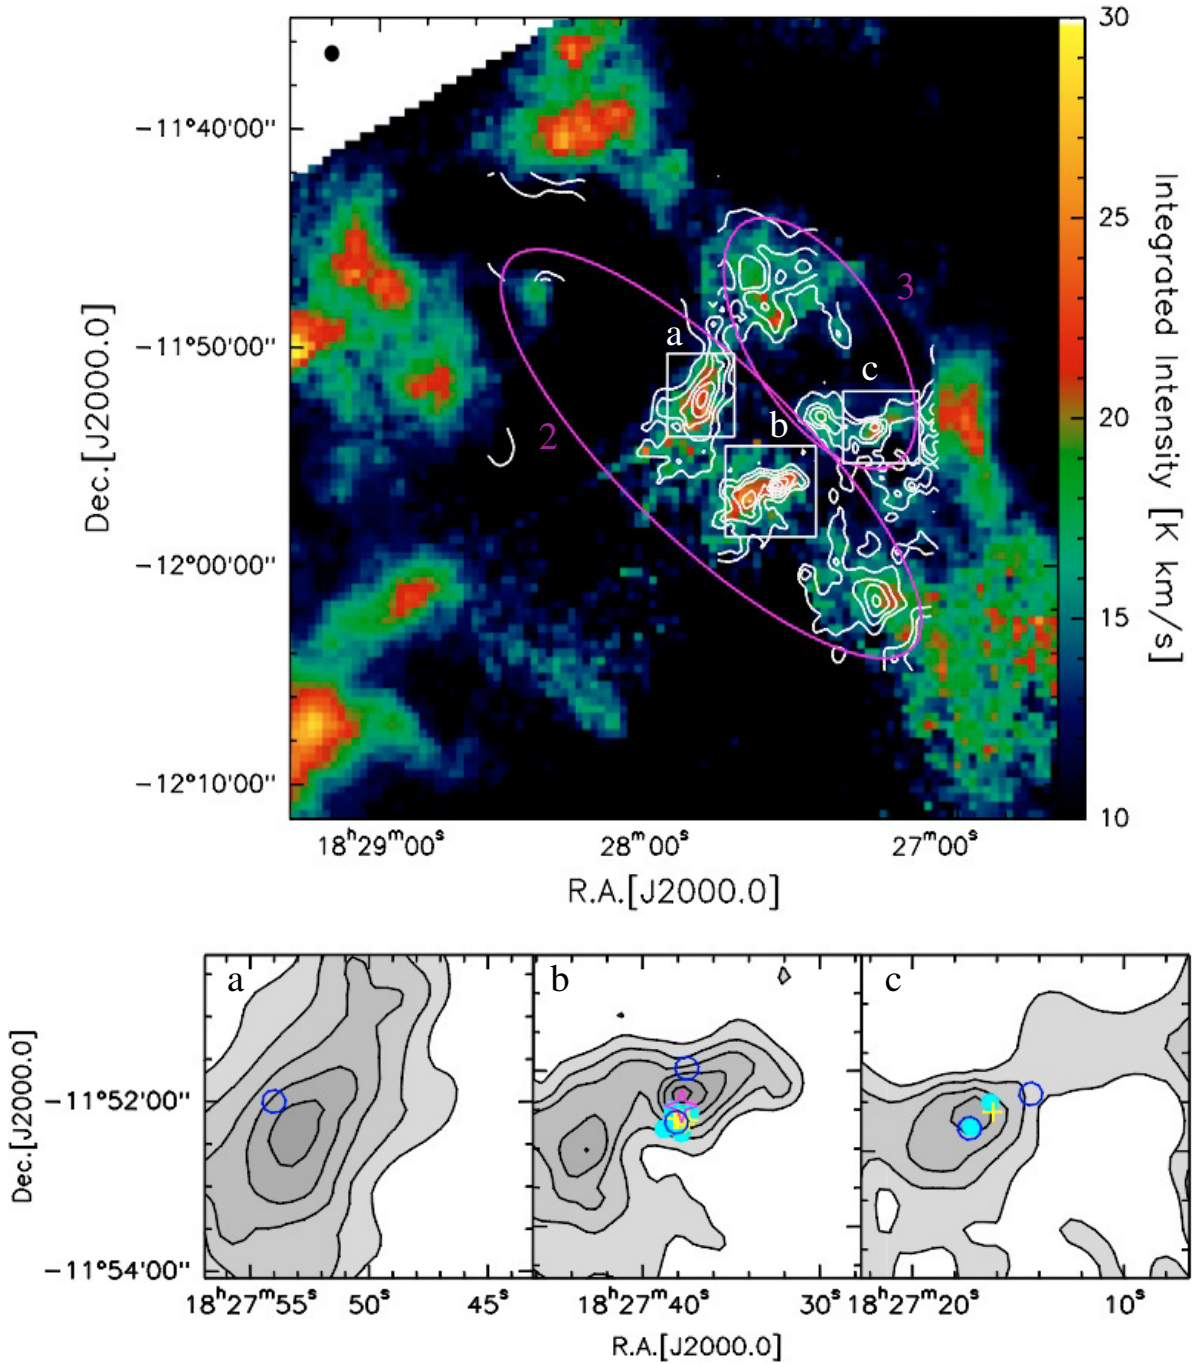 30
−11°40'00"
25
3
−11°50'00"
a
c
20
2
b
Dec.[J2000.0]
Integrated Intensity [K km/s]
−12°00'00"
15
−12°10'00"
10
18ʰ29ᵐ00ˢ 28ᵐ00ˢ 27ᵐ00ˢ
R.A.[J2000.0]
a b c
Dec.[J2000.0]
−11°52'00"
−11°54'00"
18ʰ27ᵐ55ˢ 50ˢ 45ˢ 18ʰ27ᵐ40ˢ 30ˢ 18ʰ27ᵐ20ˢ 10ˢ
R.A.[J2000.0]